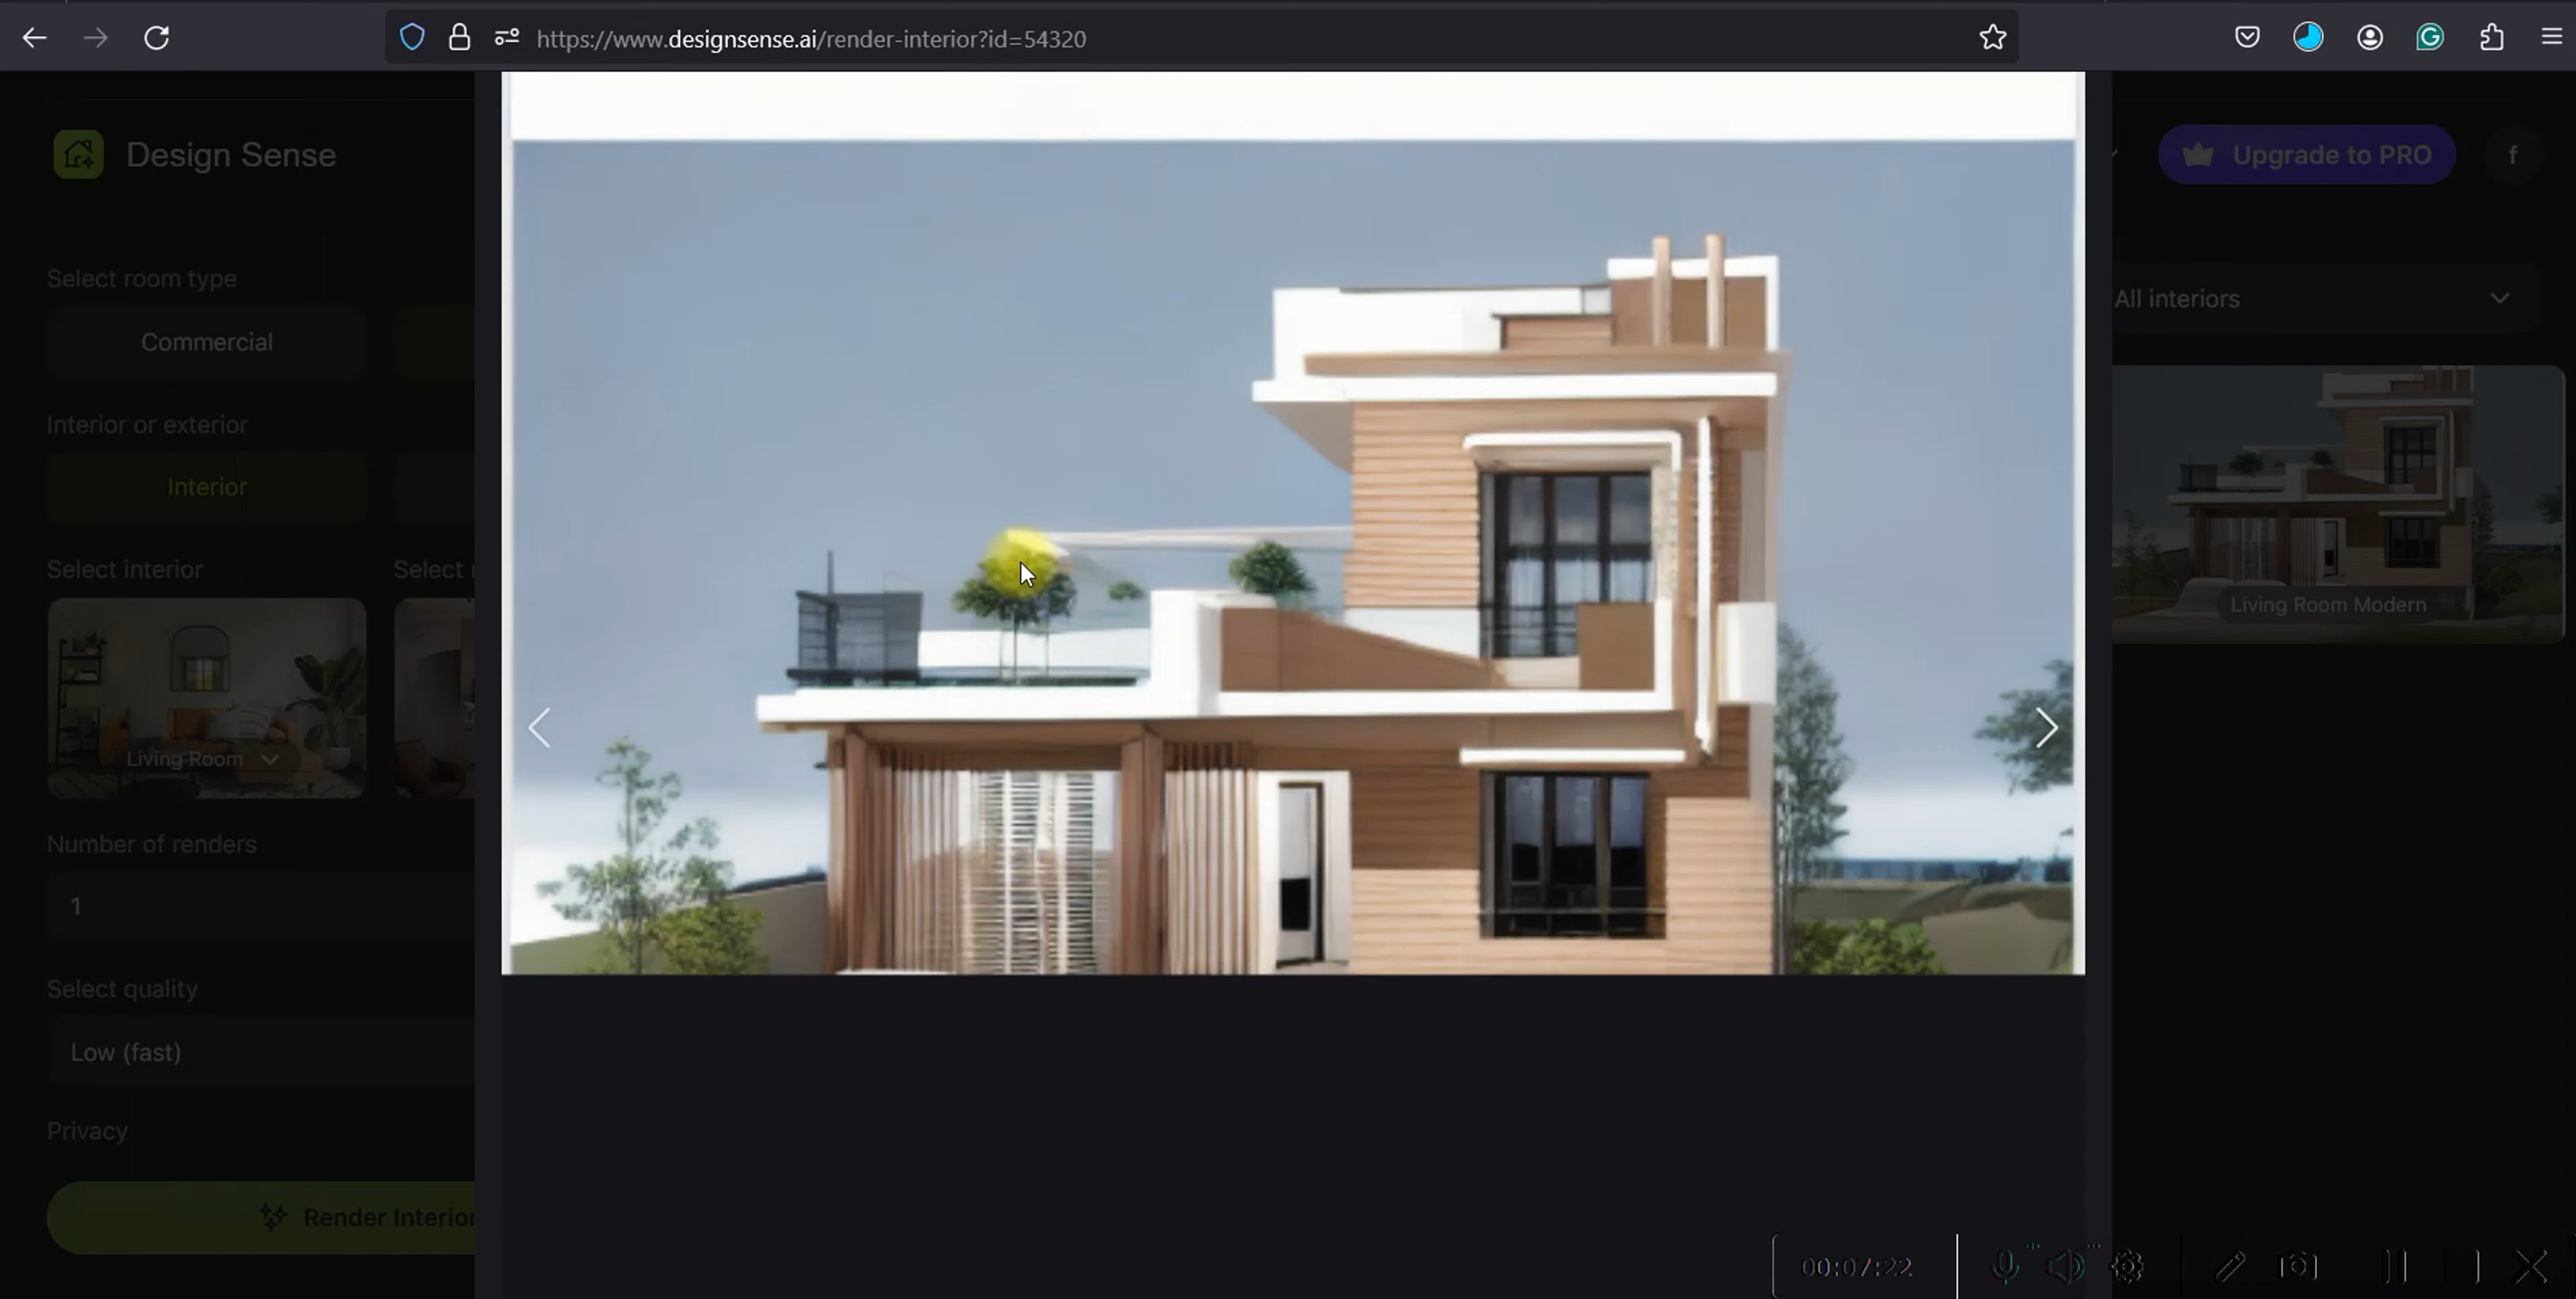 https://www.designsense.ai/render-interior?id=54320
Design Sense
Upgrade to PRO
f
Select room type
Commercial
All interiors
Interior or exterior
Interior
Select interior
Select
Living Room
Living Room Modern
Number of renders
1
Select quality
Low (fast)
Privacy
Render Interior
00:07:22